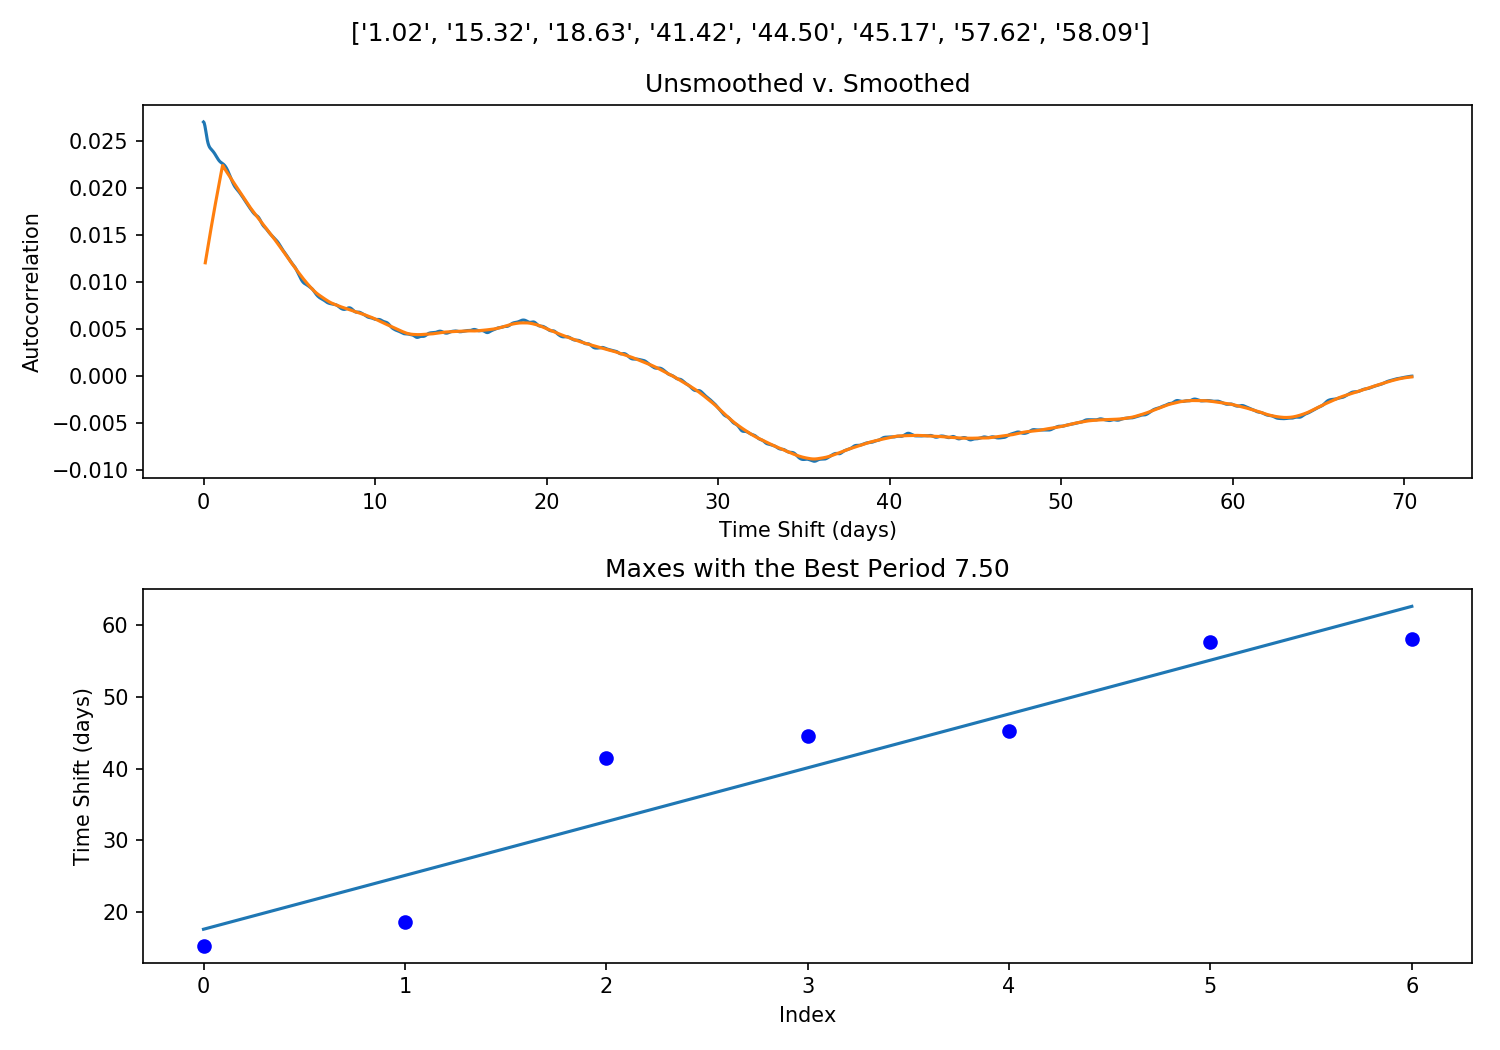 ['1.02', '15.32', '18.63', '41.42', '44.50', '45.17', '57.62', '58.09']
Unsmoothed v. Smoothed
0.025
0.020
0.015
0.010
0.005
0.000
−0.005
−0.010
Autocorrelation
0 10 20 30 40 50 60 70
Time Shift (days)
Maxes with the Best Period 7.50
60
50
40
30
20
Time Shift (days)
0 1 2 3 4 5 6
Index